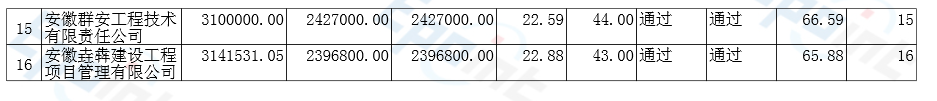 15 安徽群安工程技术有限责任公司 3100000.00 2427000.00 2427000.00 22.59 44.00 通过 通过 66.59 15
16 安徽垚犇建设工程项目管理有限公司 3141531.05 2396800.00 2396800.00 22.88 43.00 通过 通过 65.88 16